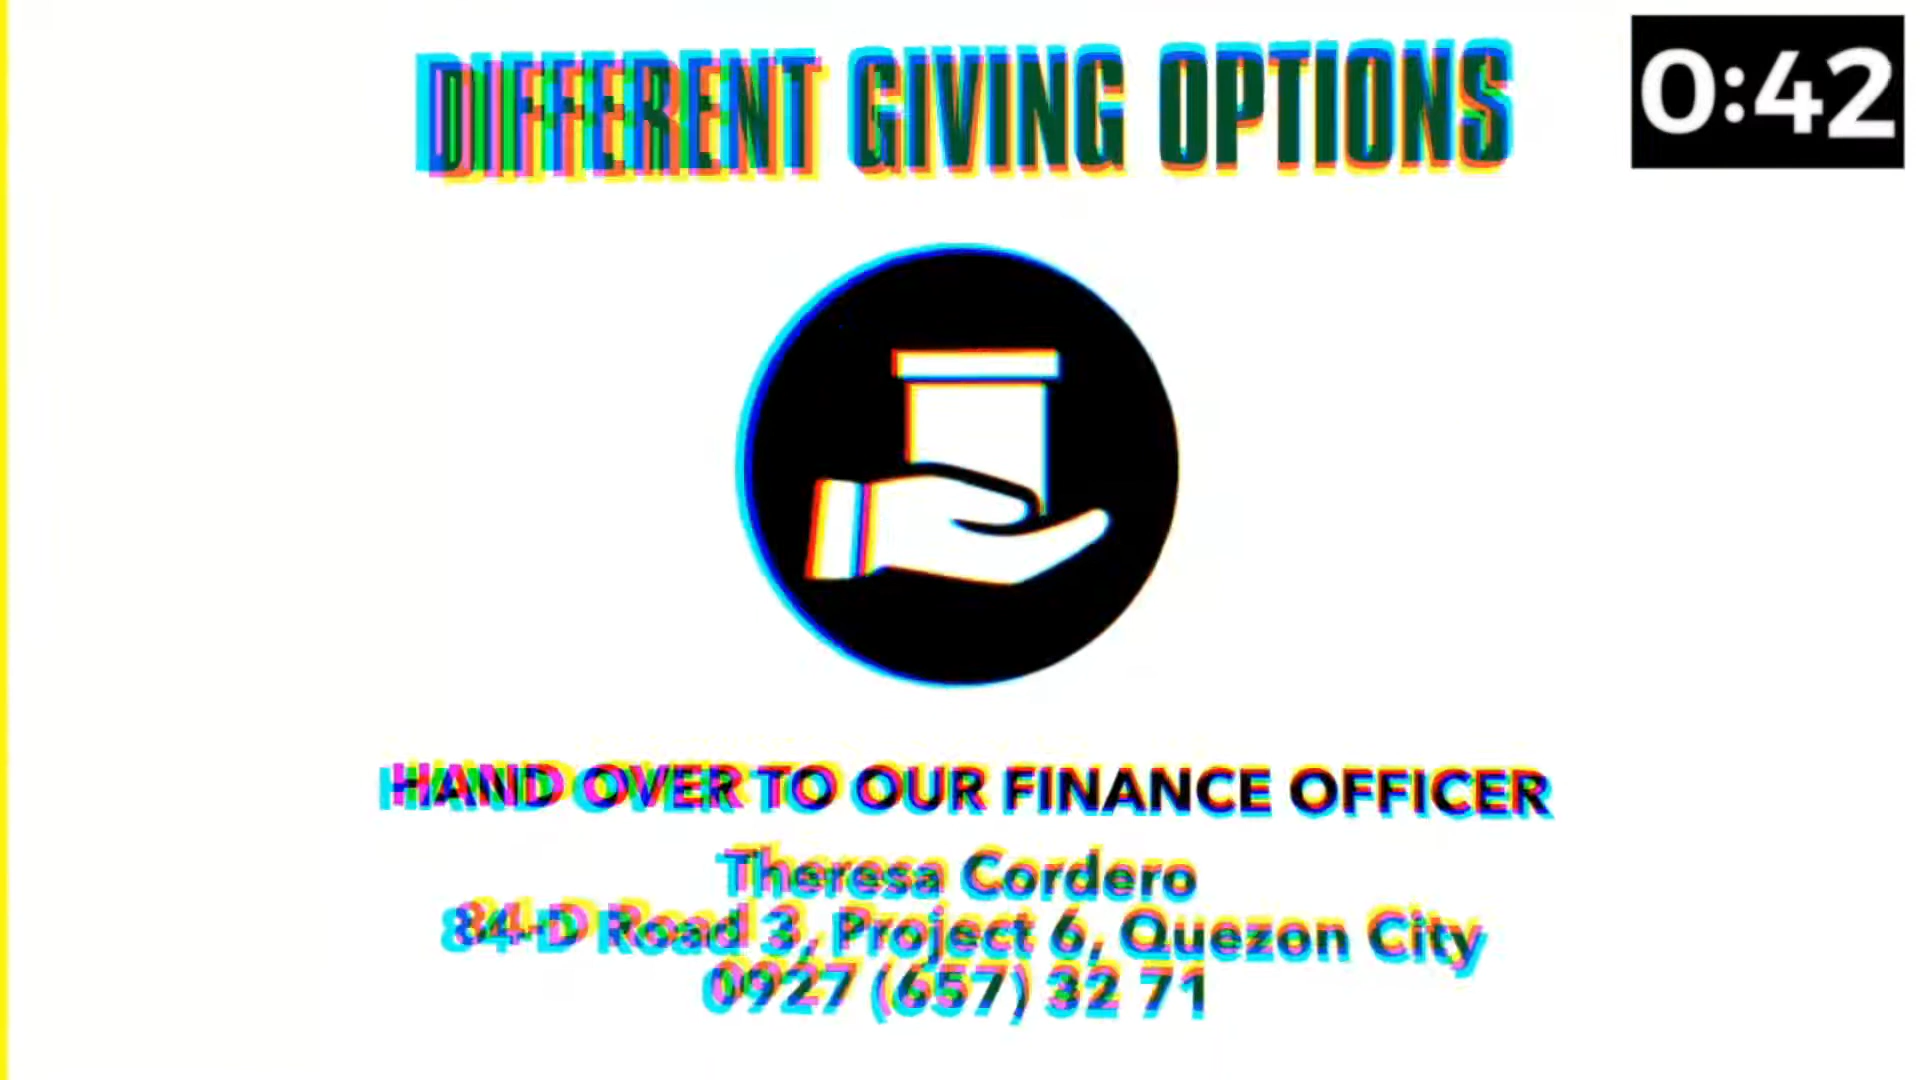 DIFFERENT GIVING OPTIONS
0:42
HAND OVER TO OUR FINANCE OFFICER
Theresa Cordero
84-D Road 3, Project 6, Quezon City
0927 (657) 32 71